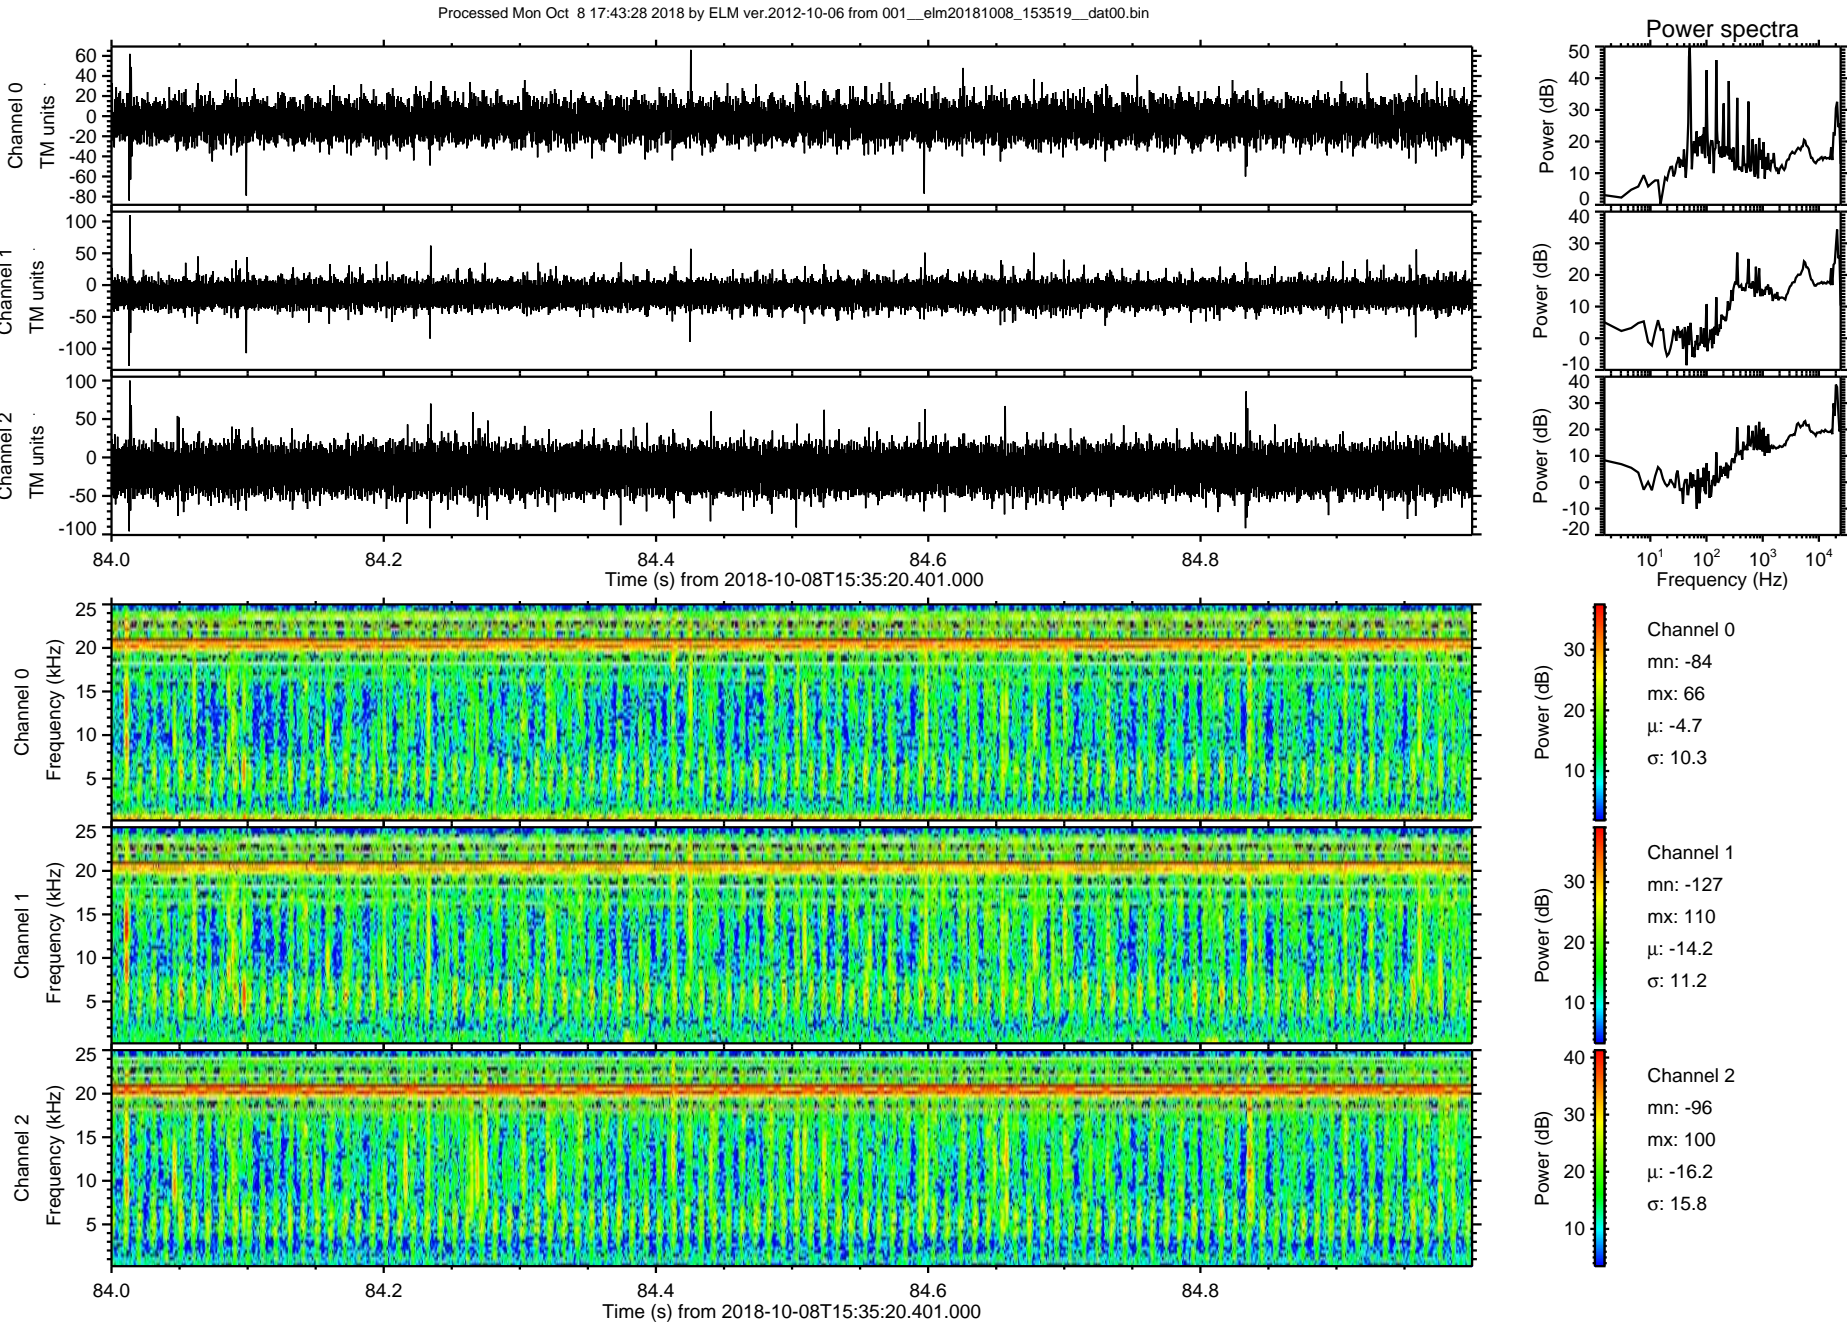 Processed Mon Oct  8 17:43:28 2018 by ELM ver.2012-10-06 from 001__elm20181008_153519__dat00.bin
Power spectra
Channel 0
TM units
60
40
20
0
-20
-40
-60
-80
Power (dB)
50
40
30
20
10
0
Channel 1
TM units
100
50
0
-50
-100
Power (dB)
40
30
20
10
0
-10
Channel 2
TM units
100
50
0
-50
-100
Power (dB)
40
30
20
10
0
-10
-20
84.0 84.2 84.4 84.6 84.8
Time (s) from 2018-10-08T15:35:20.401.000
10¹ 10² 10³ 10⁴
Frequency (Hz)
Channel 0
Frequency (kHz)
25
20
15
10
5
Power (dB)
30
20
10
Channel 0
mn: -84
mx: 66
μ: -4.7
σ: 10.3
Channel 1
Frequency (kHz)
25
20
15
10
5
Power (dB)
30
20
10
Channel 1
mn: -127
mx: 110
μ: -14.2
σ: 11.2
Channel 2
Frequency (kHz)
25
20
15
10
5
Power (dB)
40
30
20
10
Channel 2
mn: -96
mx: 100
μ: -16.2
σ: 15.8
84.0 84.2 84.4 84.6 84.8
Time (s) from 2018-10-08T15:35:20.401.000